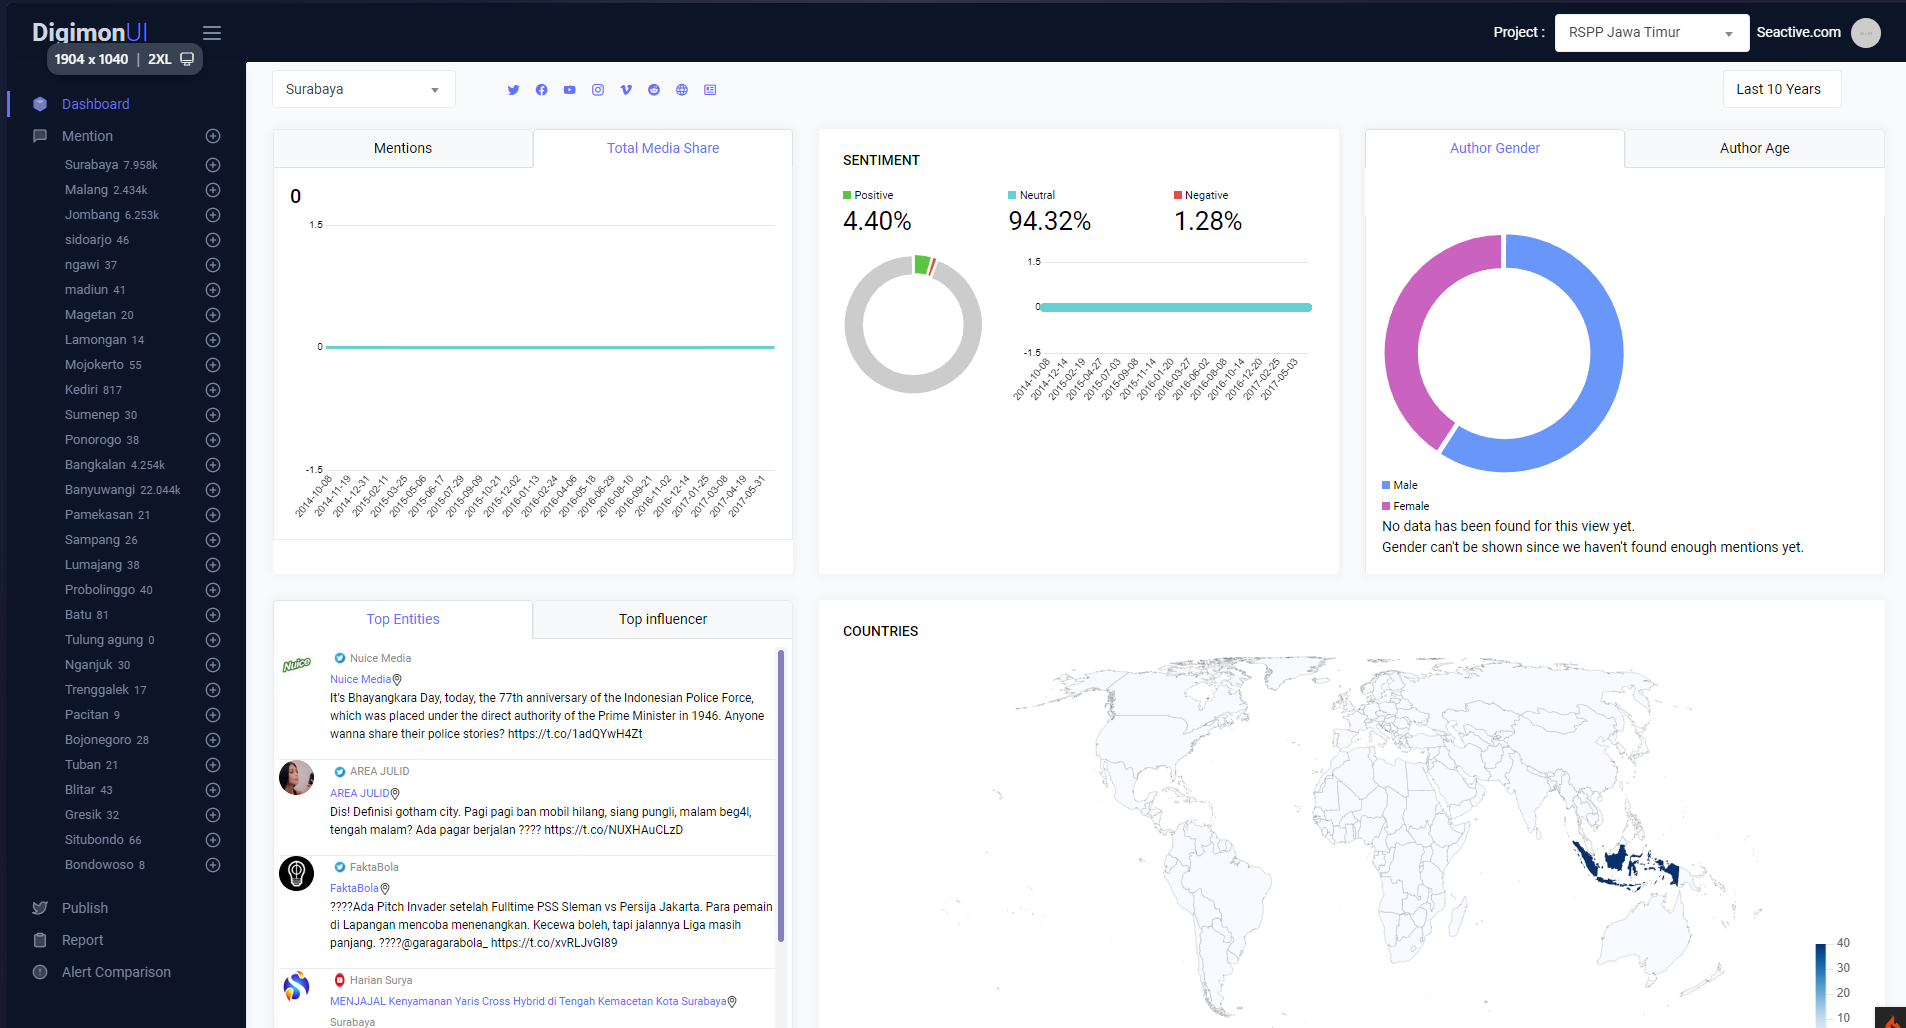 DigimonUI
1904 x 1040 | 2XL
Project :
RSPP Jawa Timur
Seactive.com
Dashboard
Mention
Surabaya 7.958k
Malang 2.434k
Jombang 6.253k
sidoarjo 46
ngawi 37
madiun 41
Magetan 20
Lamongan 14
Mojokerto 55
Kediri 817
Sumenep 30
Ponorogo 38
Bangkalan 4.254k
Banyuwangi 22.044k
Pamekasan 21
Sampang 26
Lumajang 38
Probolinggo 40
Batu 81
Tulung agung 0
Nganjuk 30
Trenggalek 17
Pacitan 9
Bojonegoro 28
Tuban 21
Blitar 43
Gresik 32
Situbondo 66
Bondowoso 8
Publish
Report
Alert Comparison
Surabaya
Last 10 Years
Mentions
Total Media Share
0
1.5
0
-1.5
2014-10-08
2014-11-19
2014-12-31
2015-02-11
2015-03-25
2015-05-06
2015-06-17
2015-07-29
2015-09-09
2015-10-21
2015-12-02
2016-01-13
2016-02-24
2016-04-06
2016-05-18
2016-06-29
2016-08-10
2016-09-21
2016-11-02
2016-12-14
2017-01-25
2017-03-08
2017-04-19
2017-05-31
SENTIMENT
Positive
4.40%
Neutral
94.32%
Negative
1.28%
1.5
0
-1.5
2014-10-08
2014-12-14
2015-02-19
2015-04-27
2015-07-03
2015-09-08
2015-11-14
2016-01-20
2016-03-27
2016-06-02
2016-08-08
2016-10-14
2016-12-20
2017-02-25
2017-05-03
Author Gender
Author Age
Male
Female
No data has been found for this view yet.
Gender can't be shown since we haven't found enough mentions yet.
Top Entities
Top influencer
Nuice
Nuice Media
Nuice Media
It's Bhayangkara Day, today, the 77th anniversary of the Indonesian Police Force,
which was placed under the direct authority of the Prime Minister in 1946. Anyone
wanna share their police stories? https://t.co/1adQYwH4Zt
AREA JULID
AREA JULID
Dis! Definisi gotham city. Pagi pagi ban mobil hilang, siang pungli, malam beg4l,
tengah malam? Ada pagar berjalan ???? https://t.co/NUXHAuCLzD
FaktaBola
FaktaBola
????Ada Pitch Invader setelah Fulltime PSS Sleman vs Persija Jakarta. Para pemain
di Lapangan mencoba menenangkan. Kecewa boleh, tapi jalannya Liga masih
panjang. ????@garagarabola_ https://t.co/xvRLJvGI89
Harian Surya
MENJAJAL Kenyamanan Yaris Cross Hybrid di Tengah Kemacetan Kota Surabaya
Surabaya
COUNTRIES
40
30
20
10